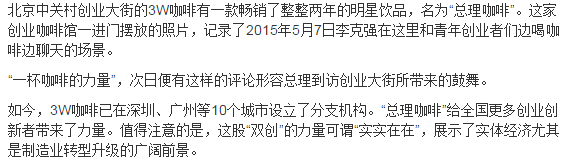 北京中关村创业大街的3W咖啡有一款畅销了整整两年的明星饮品，名为“总理咖啡”。这家
创业咖啡馆一进门摆放的照片，记录了2015年5月7日李克强在这里和青年创业者们边喝咖
啡边聊天的场景。
“一杯咖啡的力量”，次日便有这样的评论形容总理到访创业大街所带来的鼓舞。
如今，3W咖啡已在深圳、广州等10个城市设立了分支机构。“总理咖啡”给全国更多创业创
新者带来了力量。值得注意的是，这股“双创”的力量可谓“实实在在”，展示了实体经济尤其
是制造业转型升级的广阔前景。